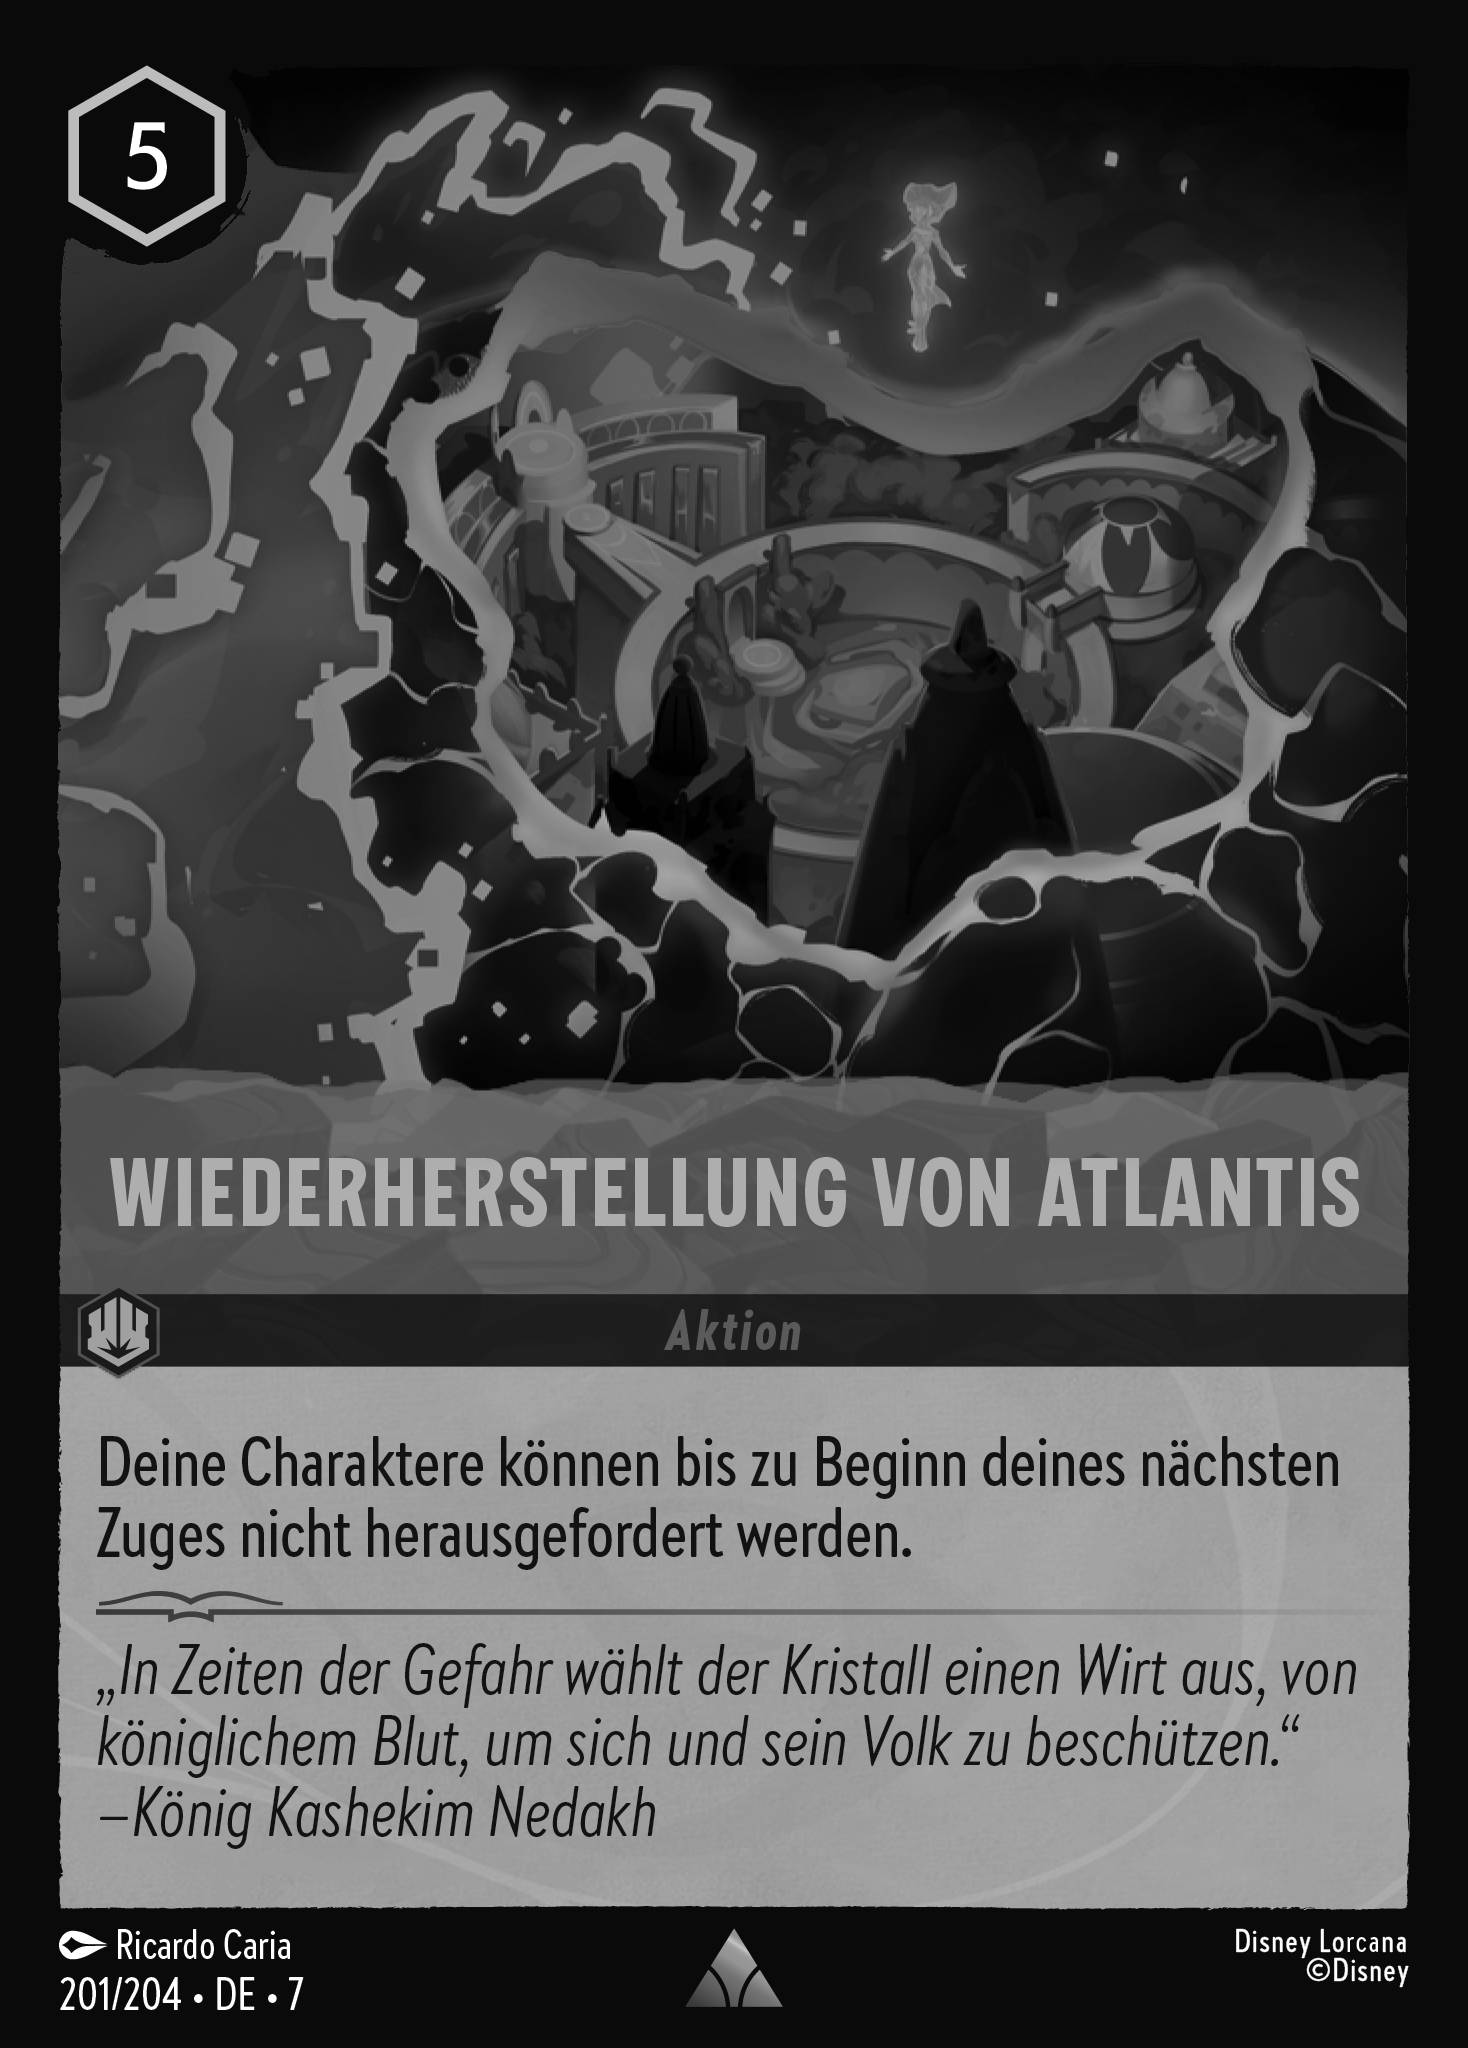 5
WIEDERHERSTELLUNG VON ATLANTIS
Aktion
Deine Charaktere können bis zu Beginn deines nächsten
Zuges nicht herausgefordert werden.
„In Zeiten der Gefahr wählt der Kristall einen Wirt aus, von
königlichem Blut, um sich und sein Volk zu beschützen.“
–König Kashekim Nedakh
Ricardo Caria
201/204 • DE • 7
Disney Lorcana
©Disney